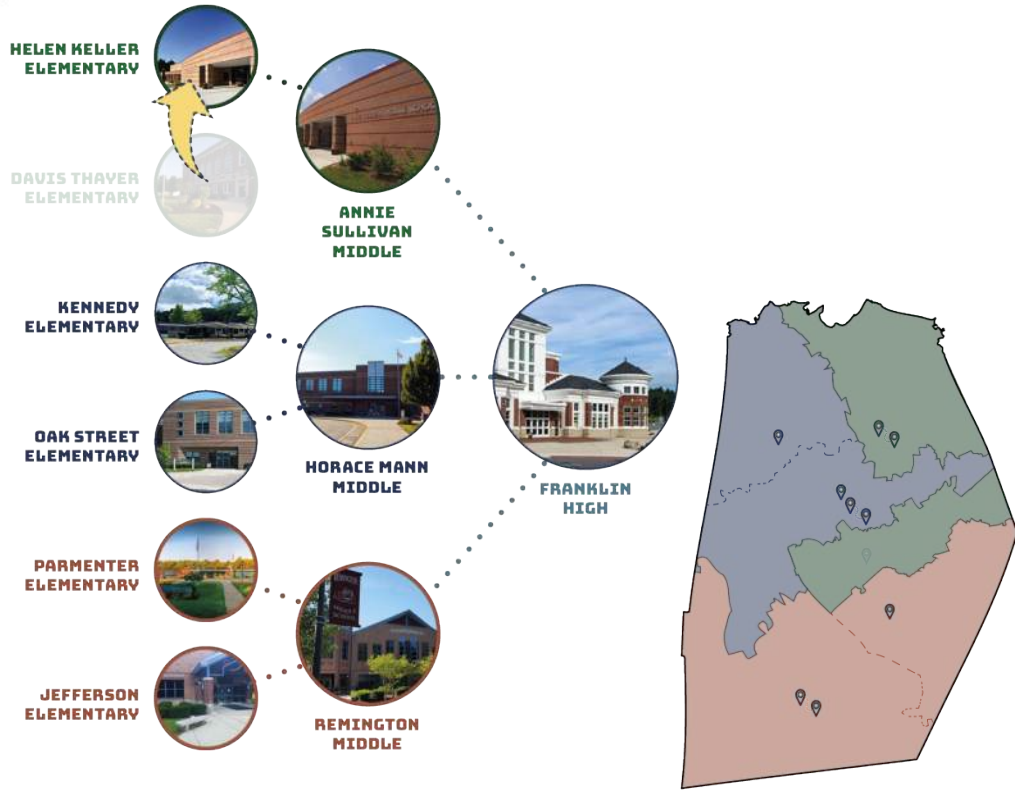 HELEN KELLER
ELEMENTARY
DAVIS THAYER
ELEMENTARY
ANNIE
SULLIVAN
MIDDLE
KENNEDY
ELEMENTARY
OAK STREET
ELEMENTARY
HORACE MANN
MIDDLE
FRANKLIN
HIGH
PARMENTER
ELEMENTARY
JEFFERSON
ELEMENTARY
REMINGTON
MIDDLE